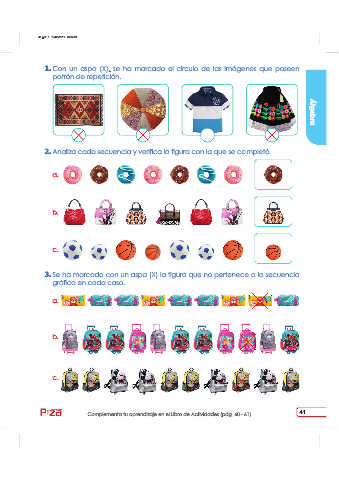 1. Con un aspa (X), se ha marcado el círculo de las imágenes que poseen
patrón de repetición.
Álgebra
2. Analiza cada secuencia y verifica la figura con la que se completó.
a.
b.
c.
3. Se ha marcado con un aspa (X) la figura que no pertenece a la secuencia
gráfica en cada caso.
a.
b.
c.
Complementa tu aprendizaje en el Libro de Actividades (pág. 40 - 41)
41